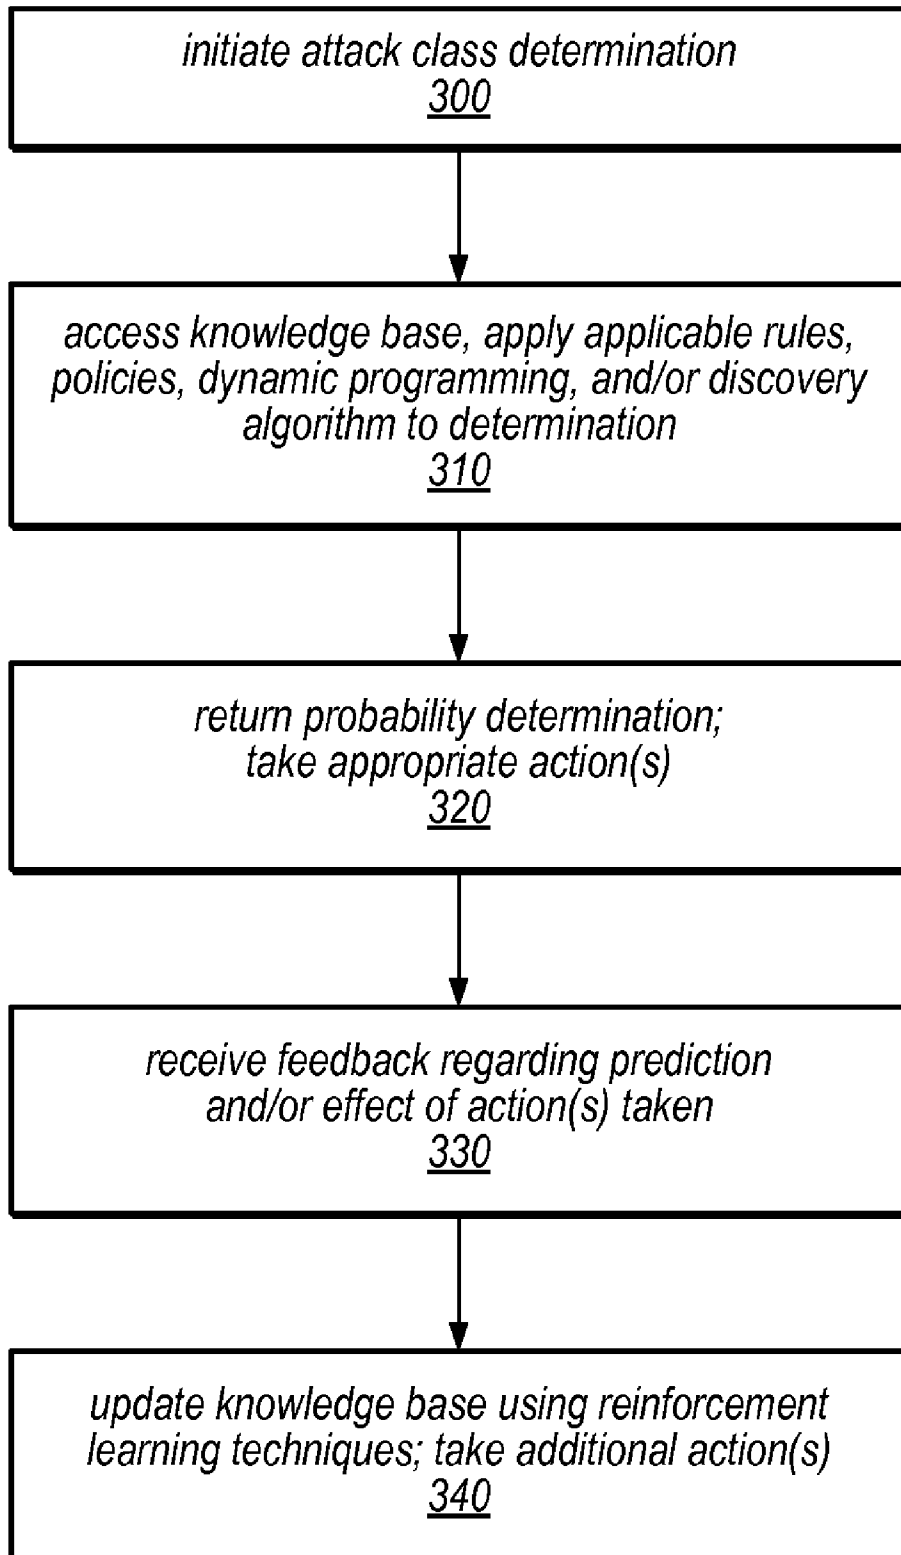 initiate attack class determination
300
access knowledge base, apply applicable rules,
policies, dynamic programming, and/or discovery
algorithm to determination
310
return probability determination;
take appropriate action(s)
320
receive feedback regarding prediction
and/or effect of action(s) taken
330
update knowledge base using reinforcement
learning techniques; take additional action(s)
340